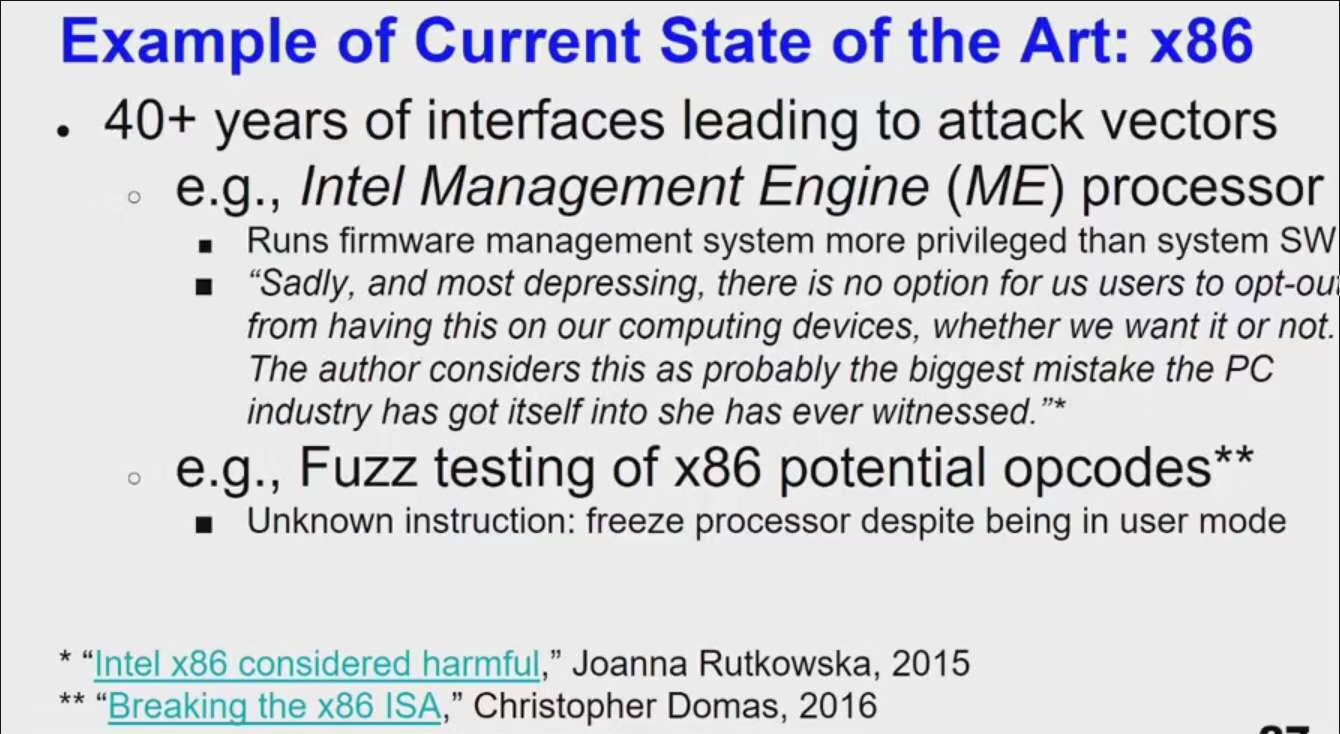 Example of Current State of the Art: x86
• 40+ years of interfaces leading to attack vectors
○ e.g., Intel Management Engine (ME) processor
■ Runs firmware management system more privileged than system SW
■ “Sadly, and most depressing, there is no option for us users to opt-out
from having this on our computing devices, whether we want it or not.
The author considers this as probably the biggest mistake the PC
industry has got itself into she has ever witnessed.”*
○ e.g., Fuzz testing of x86 potential opcodes**
■ Unknown instruction: freeze processor despite being in user mode
* “Intel x86 considered harmful,” Joanna Rutkowska, 2015
** “Breaking the x86 ISA,” Christopher Domas, 2016